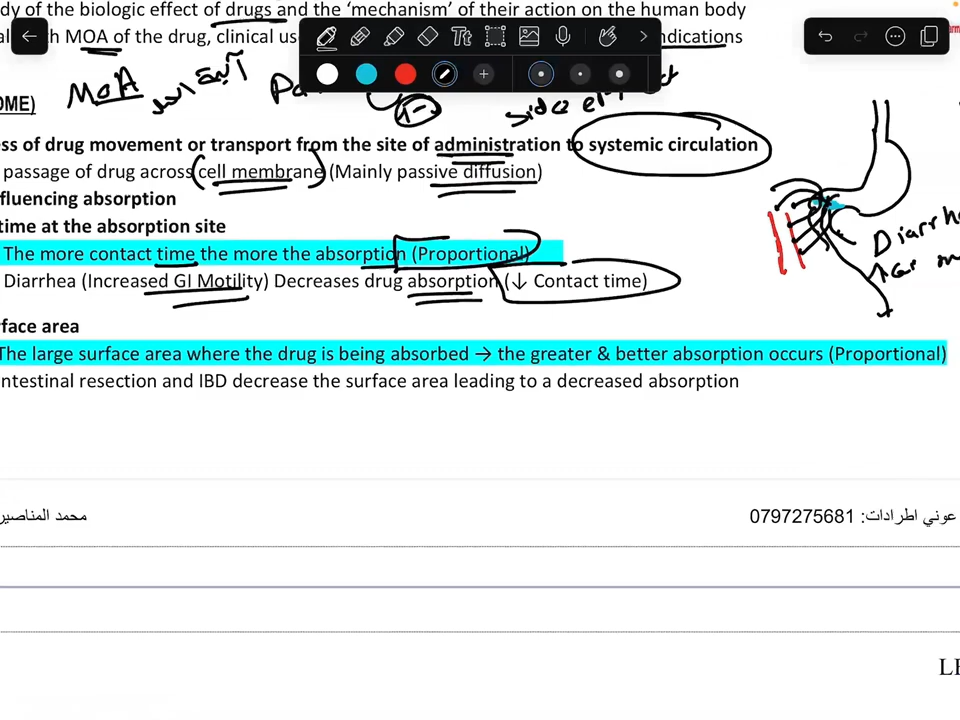 dy of the biologic effect of drugs and the ‘mechanism’ of their action on the human body
MOA of the drug, clinical ndications
Tt
MOA آلية
side
OME)
ess of drug movement or transport from the site of administration to systemic circulation
passage of drug across cell membrane (Mainly passive diffusion)
nfluencing absorption
time at the absorption site
The more contact time the more the absorption (Proportional)
Diarrhea (Increased GI Motility) Decreases drug absorption (↓ Contact time)
Diarrhe
rface area
The large surface area where the drug is being absorbed → the greater & better absorption occurs (Proportional)
ntestinal resection and IBD decrease the surface area leading to a decreased absorption
محمد المناصير
عوني اطرادات: 0797275681
LE